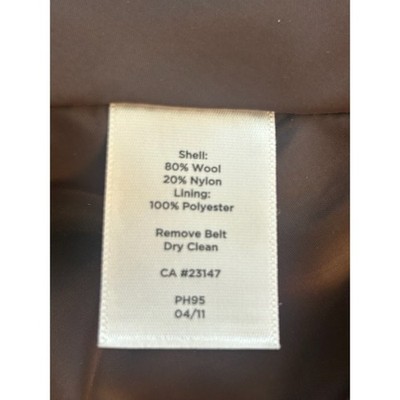 Shell:
80% Wool
20% Nylon
Lining:
100% Polyester
Remove Belt
Dry Clean
CA #23147
PH95
04/11